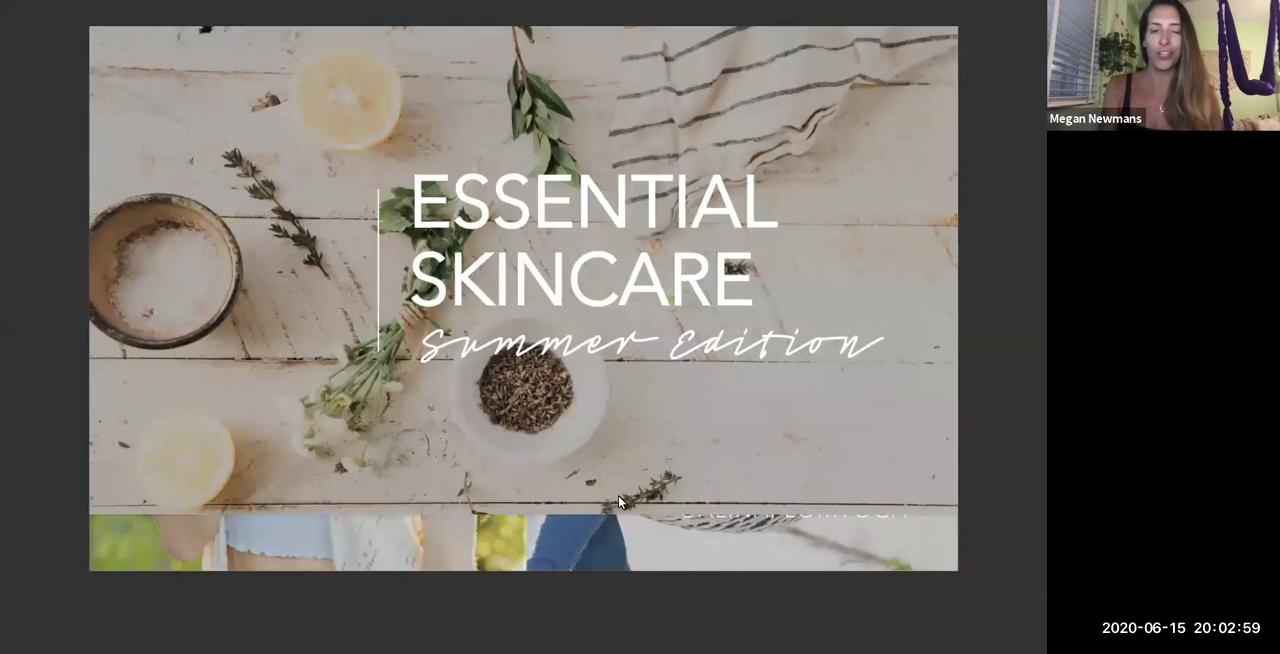 ESSENTIAL
SKINCARE
Summer Edition
Megan Newmans
2020-06-15 20:02:59